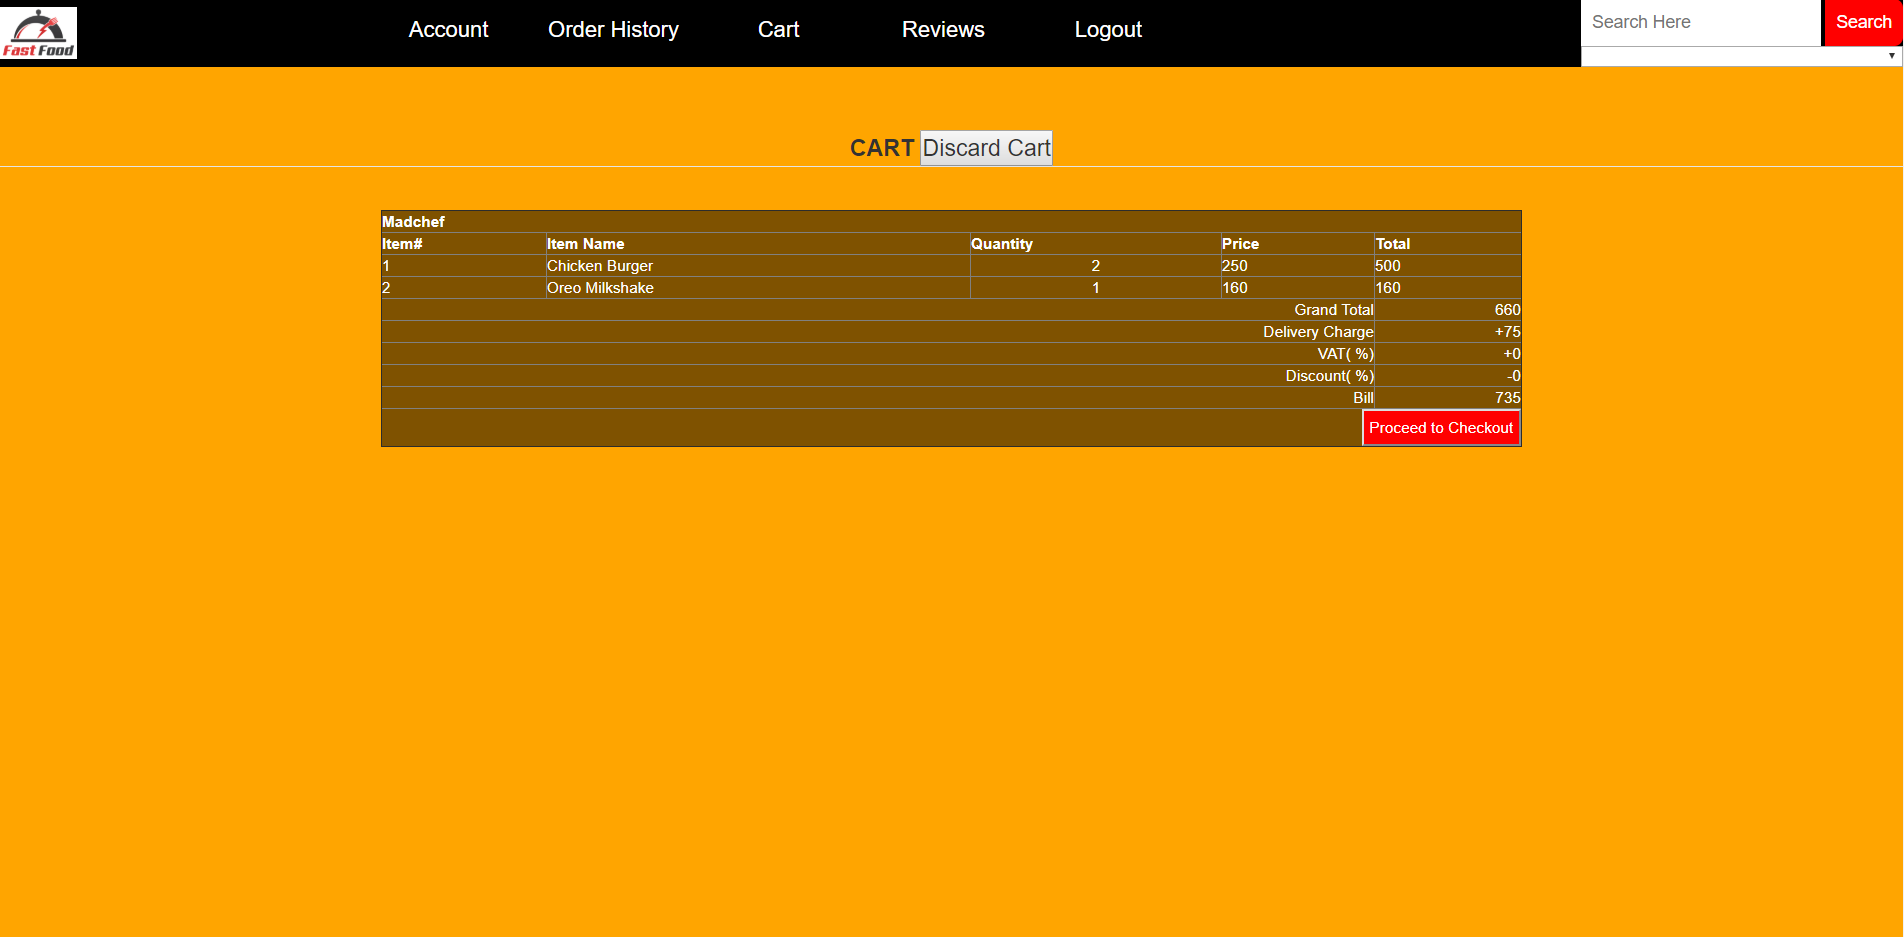 Fast Food
Account Order History Cart Reviews Logout
Search Here Search
CART Discard Cart
Madchef
Item# Item Name Quantity Price Total
1 Chicken Burger 2 250 500
2 Oreo Milkshake 1 160 160
Grand Total 660
Delivery Charge +75
VAT( %) +0
Discount( %) -0
Bill 735
Proceed to Checkout